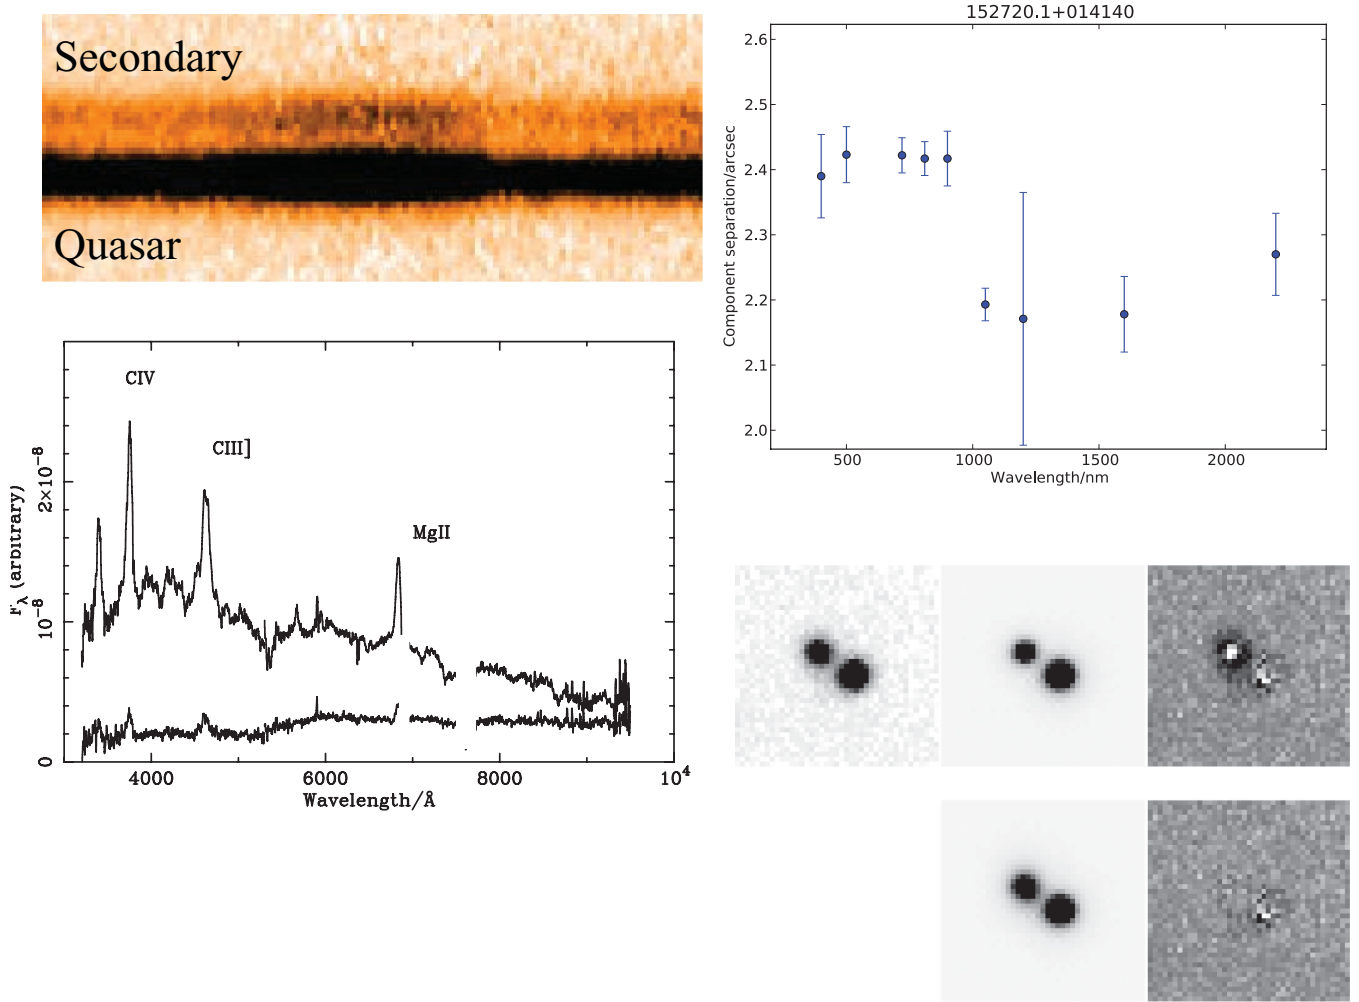 Secondary
Quasar
152720.1+014140
Component separation/arcsec
2.6
2.5
2.4
2.3
2.2
2.1
2.0
500
1000
1500
2000
Wavelength/nm
CIV
CIII]
MgII
F_λ (arbitrary)
2×10⁻⁸
10⁻⁸
0
4000
6000
8000
10⁴
Wavelength/Å